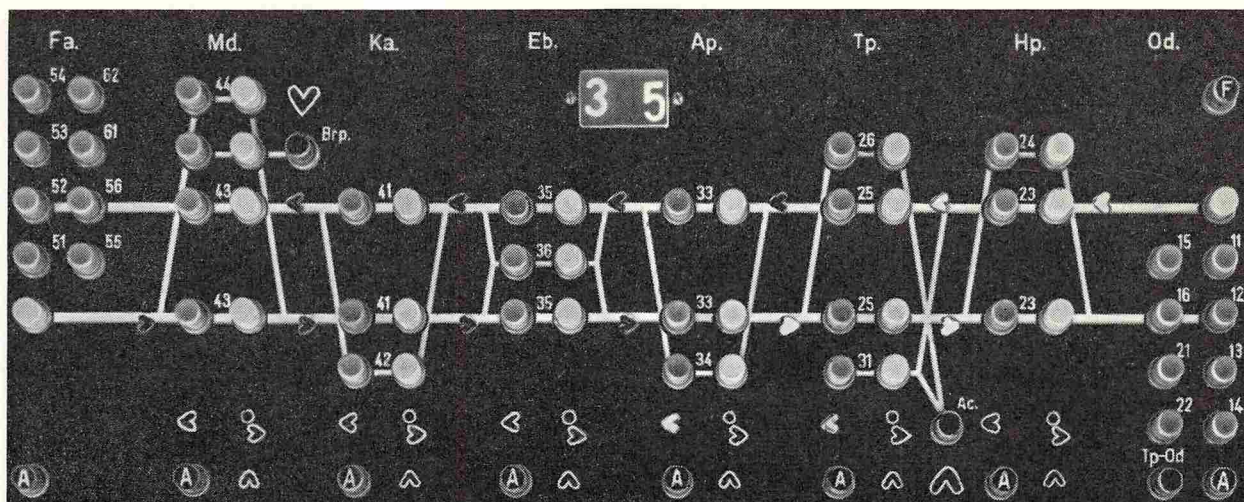 Fa. Md. Ka. Eb. Ap. Tp. Hp. Od.
54 62 44 3 5 F
53 61 Brp. 26 24
52 56 43 41 35 33 25 23
51 55 36 15 11
43 41 35 33 25 23 16 12
42 34 31 21 13
Ac. 22 14
Tp-Od
A A A A A A A